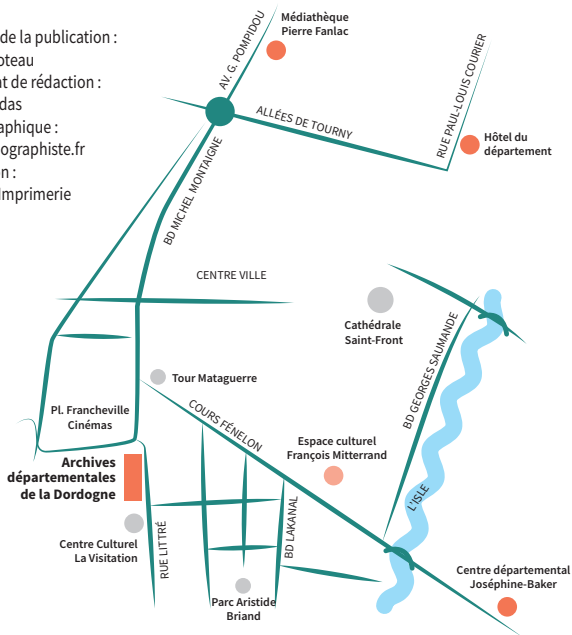 de la publication :
oteau
nt de rédaction :
das
aphique :
ographiste.fr
on :
Imprimerie
Médiathèque
Pierre Fanlac
AV. G. POMPIDOU
ALLÉES DE TOURNY
RUE PAUL-LOUIS COURIER
Hôtel du
département
BD MICHEL MONTAIGNE
CENTRE VILLE
Cathédrale
Saint-Front
BD GEORGES SAUMANDE
Tour Mataguerre
Pl. Francheville
Cinémas
COURS FÉNELON
Espace culturel
François Mitterrand
Archives
départementales
de la Dordogne
L'ISLE
Centre Culturel
La Visitation
RUE LITTRÉ
BD LAKANAL
Parc Aristide
Briand
Centre départemental
Joséphine-Baker